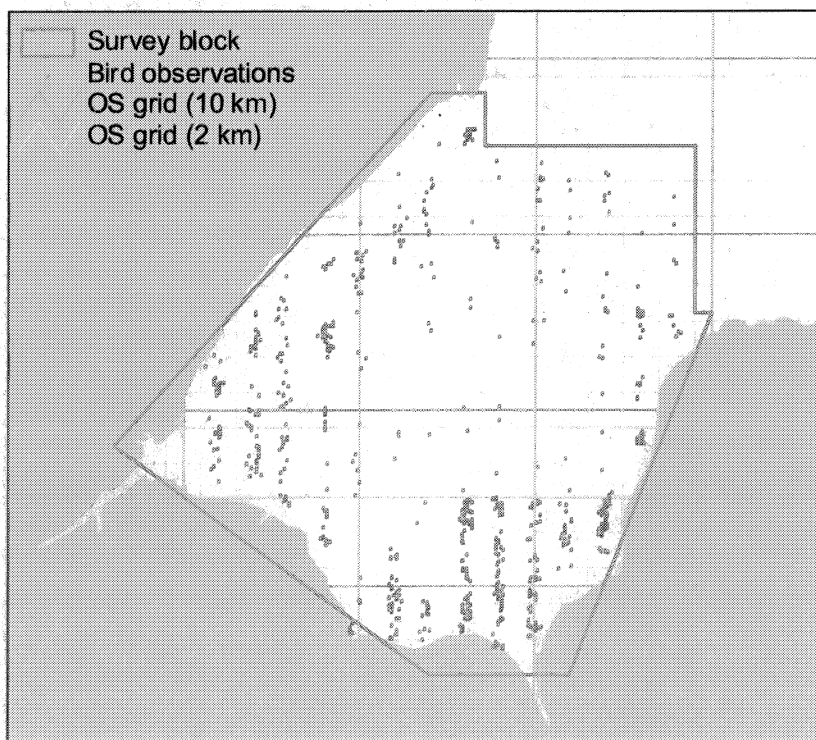 Survey block
Bird observations
OS grid (10 km)
OS grid (2 km)